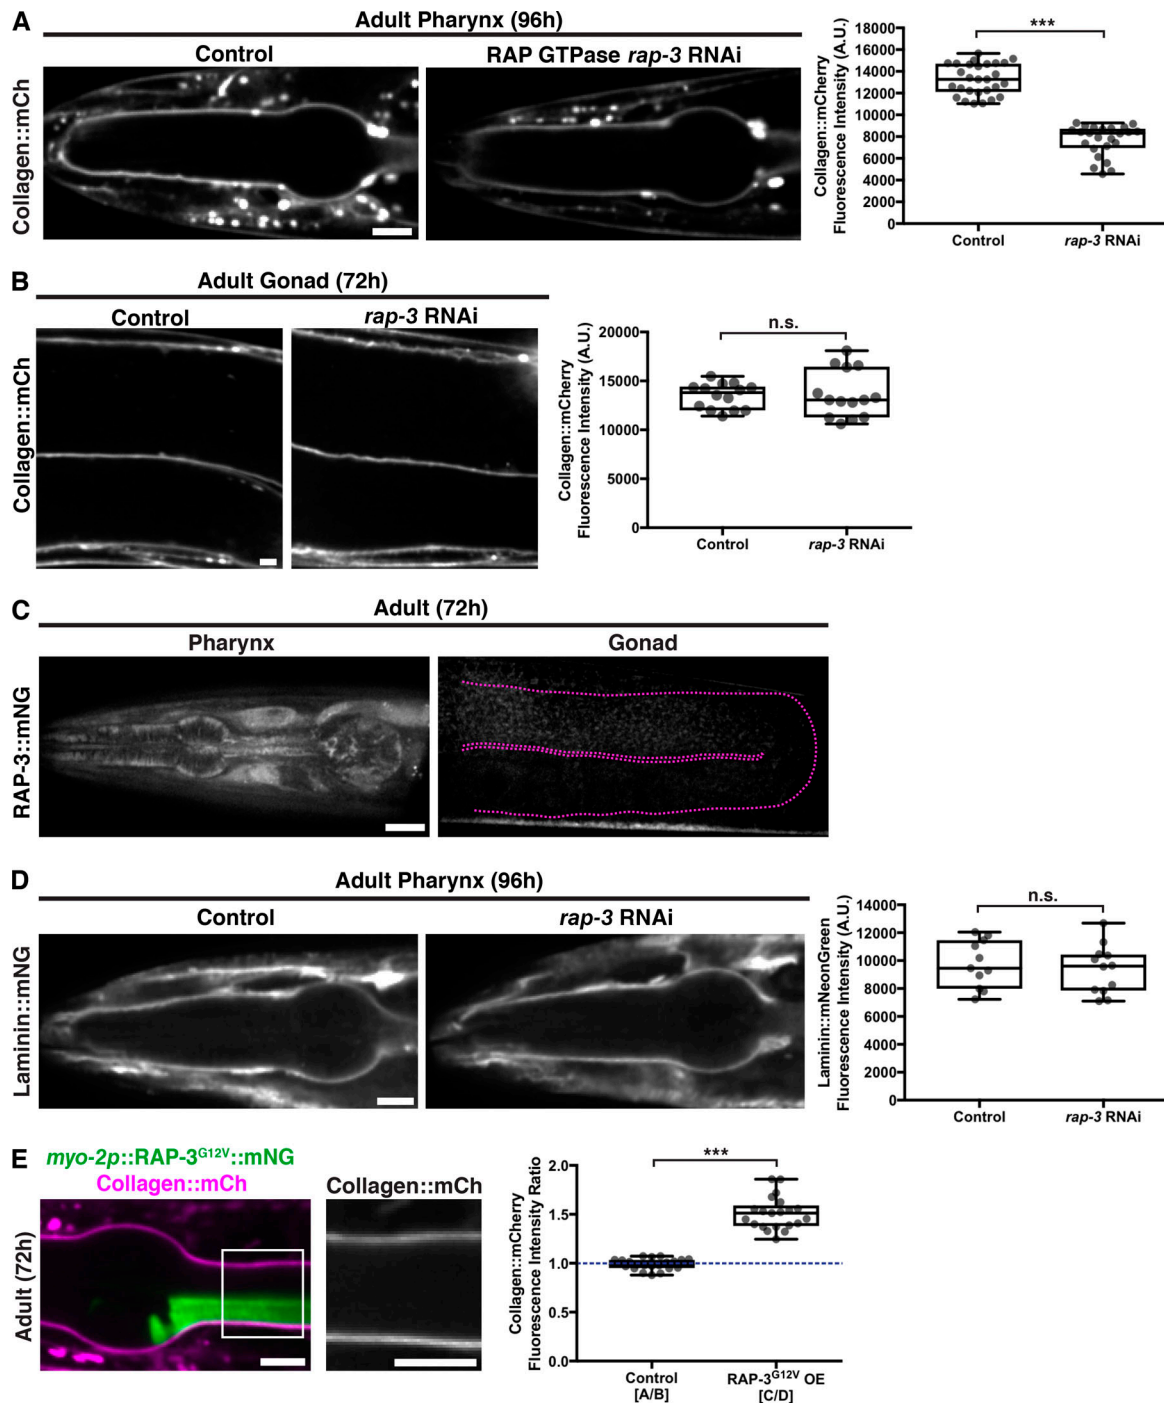 A
Adult Pharynx (96h)
Control
RAP GTPase rap-3 RNAi
Collagen::mCh
Collagen::mCherry
Fluorescence Intensity (A.U.)
18000
16000
14000
12000
10000
8000
6000
4000
2000
0
***
Control
rap-3 RNAi
B
Adult Gonad (72h)
Control
rap-3 RNAi
Collagen::mCh
Collagen::mCherry
Fluorescence Intensity (A.U.)
20000
15000
10000
5000
0
n.s.
Control
rap-3 RNAi
C
Adult (72h)
Pharynx
Gonad
RAP-3::mNG
D
Adult Pharynx (96h)
Control
rap-3 RNAi
Laminin::mNG
Laminin::mNeonGreen
Fluorescence Intensity (A.U.)
14000
12000
10000
8000
6000
4000
2000
0
n.s.
Control
rap-3 RNAi
E
myo-2p::RAP-3G12V::mNG
Collagen::mCh
Collagen::mCh
Adult (72h)
Collagen::mCherry
Fluorescence Intensity Ratio
2.0
1.5
1.0
0.5
0.0
***
Control
[A/B]
RAP-3G12V OE
[C/D]